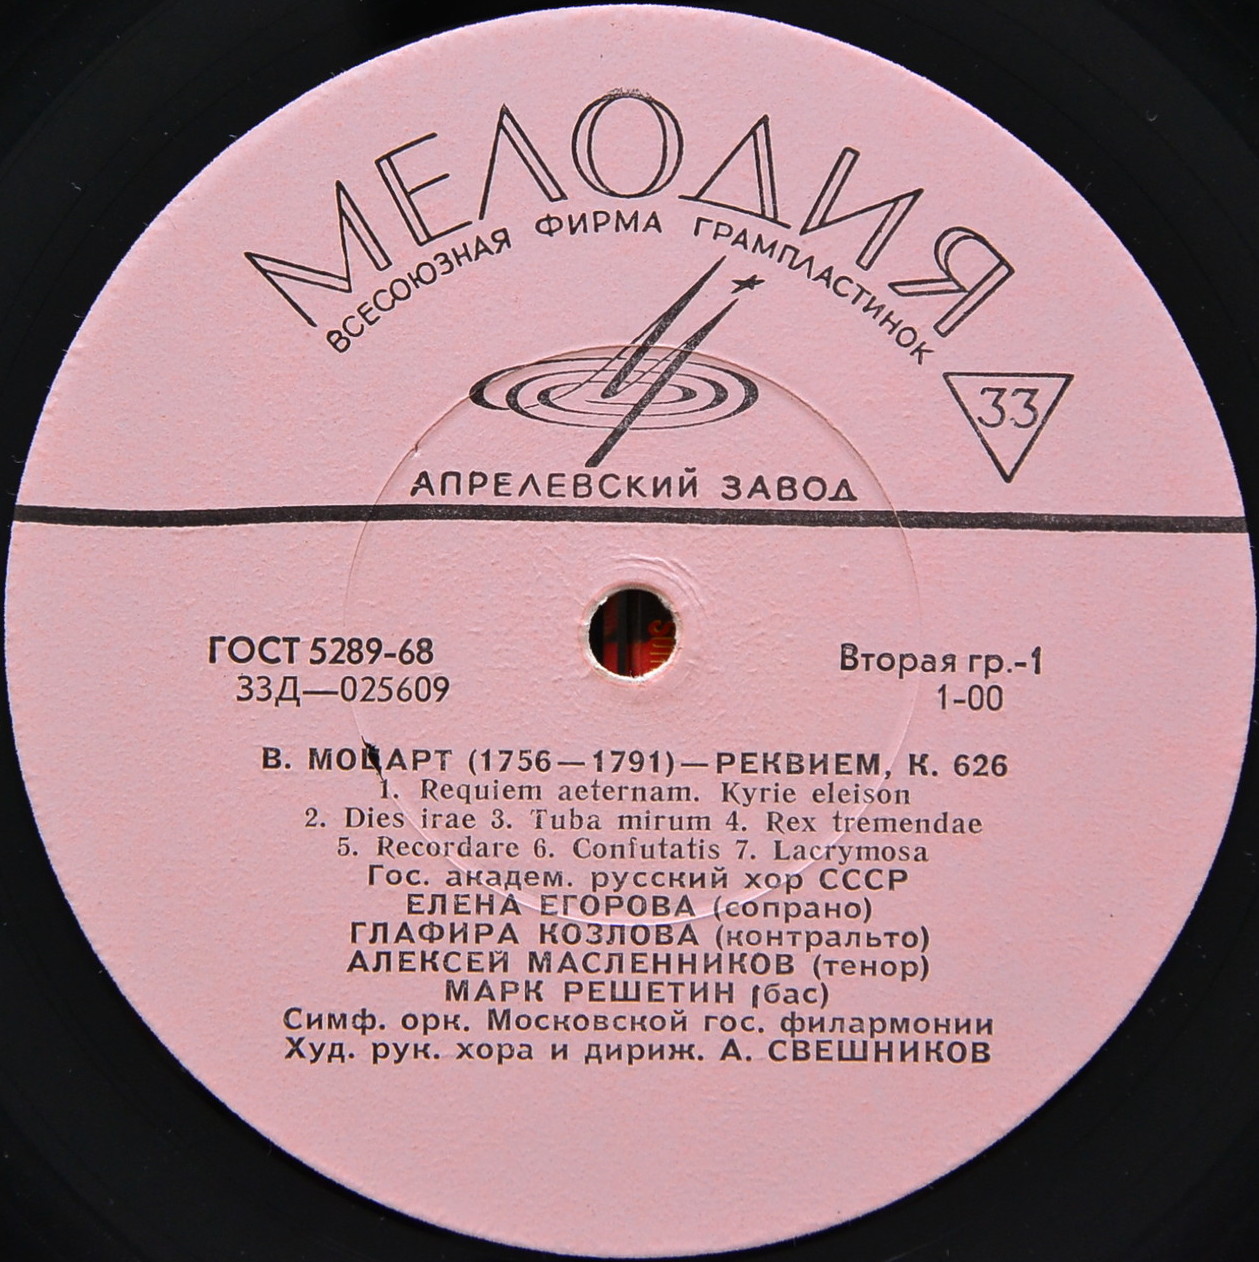 МЕЛОДИЯ
ВСЕСОЮЗНАЯ ФИРМА ГРАМПЛАСТИНОК
33
АПРЕЛЕВСКИЙ ЗАВОД
ГОСТ 5289-68
33Д—025609
Вторая гр.-1
1-00
В. МОЦАРТ (1756—1791)—РЕКВИЕМ, К. 626
1. Requiem aeternam. Kyrie eleison
2. Dies irae 3. Tuba mirum 4. Rex tremendae
5. Recordare 6. Confutatis 7. Lacrymosa
Гос. академ. русский хор СССР
ЕЛЕНА ЕГОРОВА (сопрано)
ГЛАФИРА КОЗЛОВА (контральто)
АЛЕКСЕЙ МАСЛЕННИКОВ (тенор)
МАРК РЕШЕТИН (бас)
Симф. орк. Московской гос. филармонии
Худ. рук. хора и дириж. А. СВЕШНИКОВ